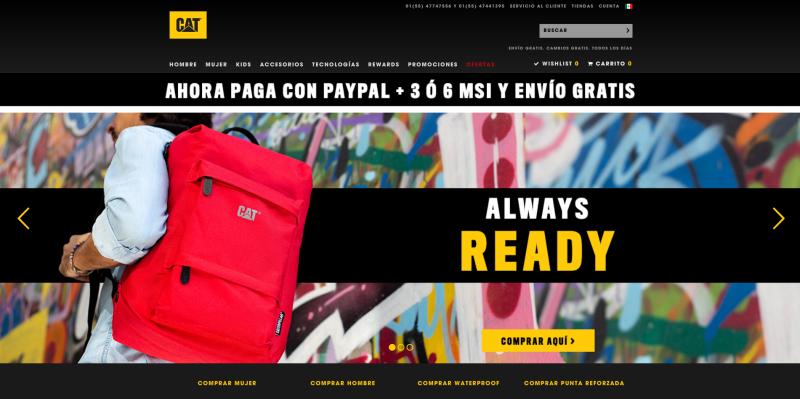 01(55) 47747556 Y 01(55) 47441395 SERVICIO AL CLIENTE TIENDAS CUENTA
CAT
BUSCAR
ENVÍO GRATIS. CAMBIOS GRATIS. TODOS LOS DÍAS
HOMBRE MUJER KIDS ACCESORIOS TECNOLOGÍAS REWARDS PROMOCIONES OFERTAS
WISHLIST 0 CARRITO 0
AHORA PAGA CON PAYPAL + 3 Ó 6 MSI Y ENVÍO GRATIS
CAT
ALWAYS
READY
COMPRAR AQUÍ >
COMPRAR MUJER COMPRAR HOMBRE COMPRAR WATERPROOF COMPRAR PUNTA REFORZADA